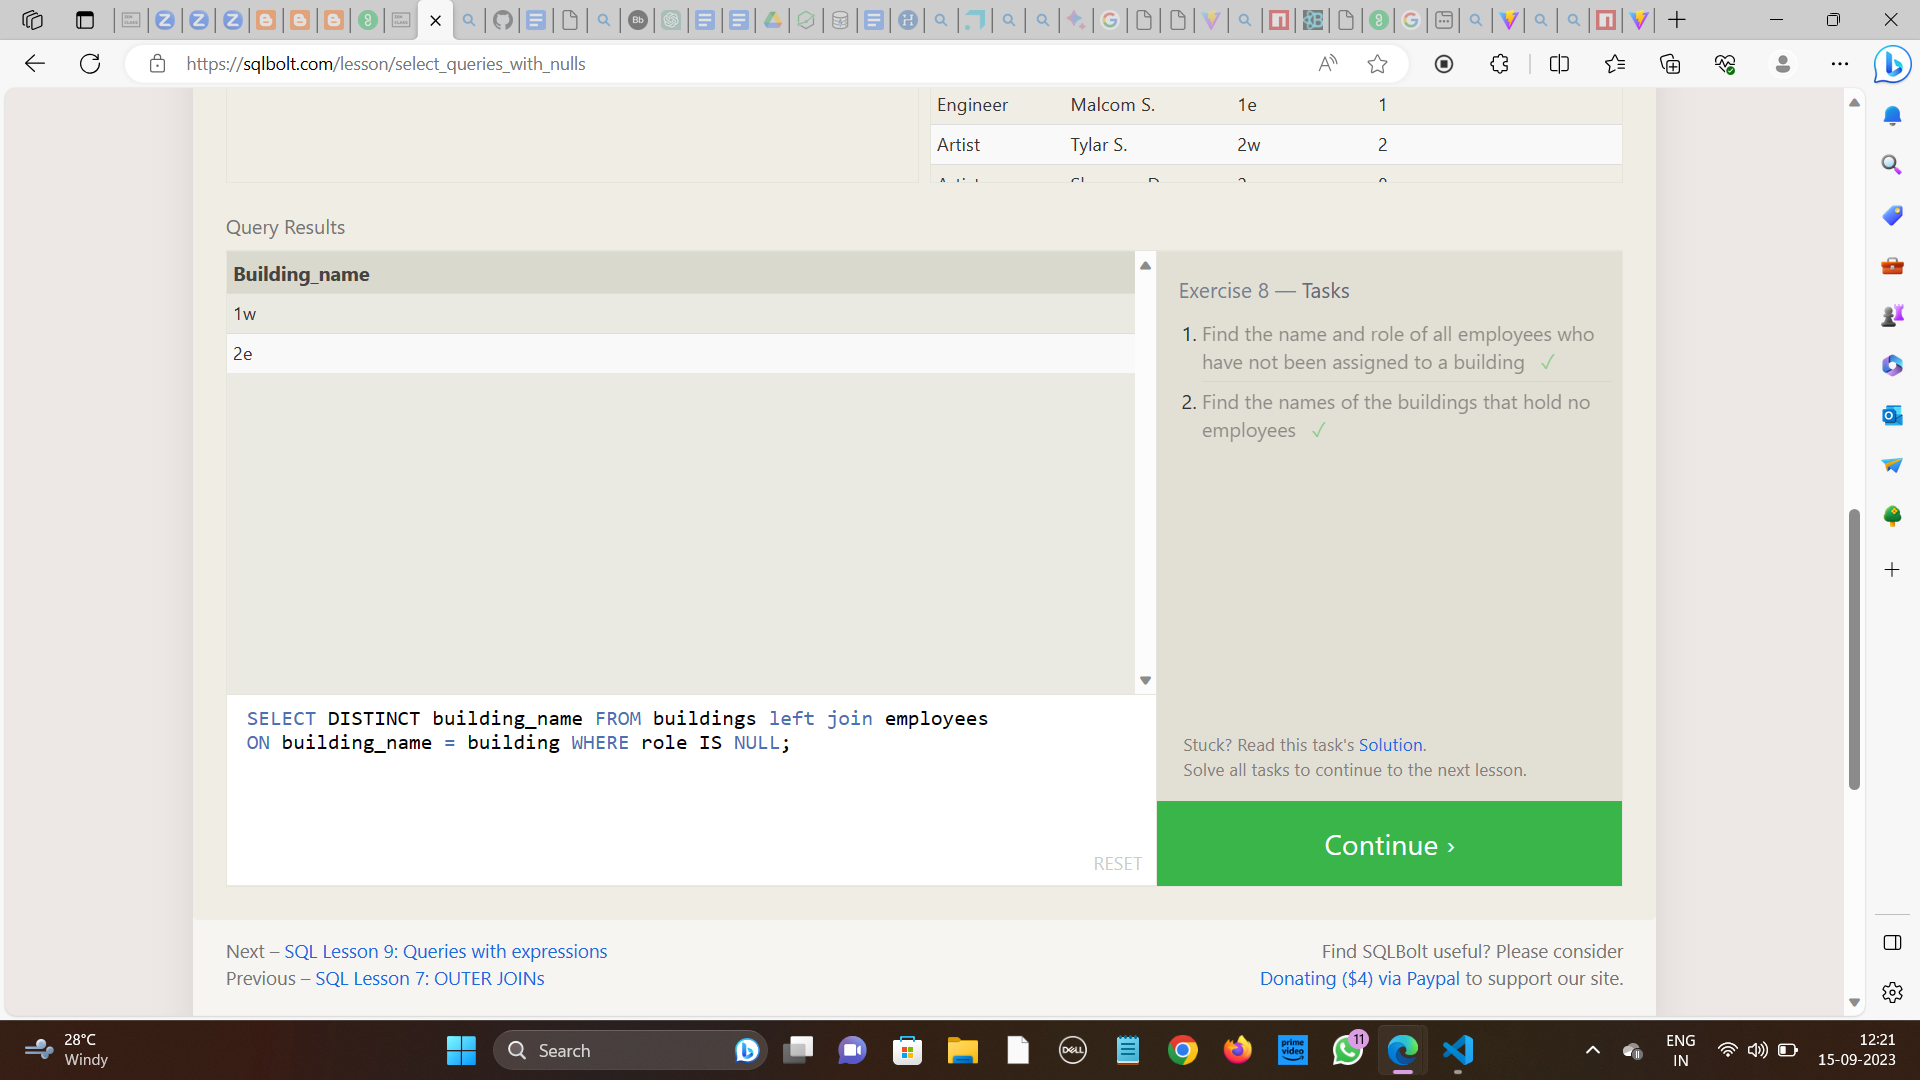 https://sqlbolt.com/lesson/select_queries_with_nulls
Engineer Malcom S. 1e 1
Artist Tylar S. 2w 2
Query Results
Building_name
1w
2e
Exercise 8 — Tasks
1. Find the name and role of all employees who
have not been assigned to a building ✓
2. Find the names of the buildings that hold no
employees ✓
SELECT DISTINCT building_name FROM buildings left join employees
ON building_name = building WHERE role IS NULL;
RESET
Stuck? Read this task's Solution.
Solve all tasks to continue to the next lesson.
Continue ›
Next – SQL Lesson 9: Queries with expressions
Previous – SQL Lesson 7: OUTER JOINs
Find SQLBolt useful? Please consider
Donating ($4) via Paypal to support our site.
28°C
Windy
Search
DELL
prime video
11
ENG
IN
12:21
15-09-2023